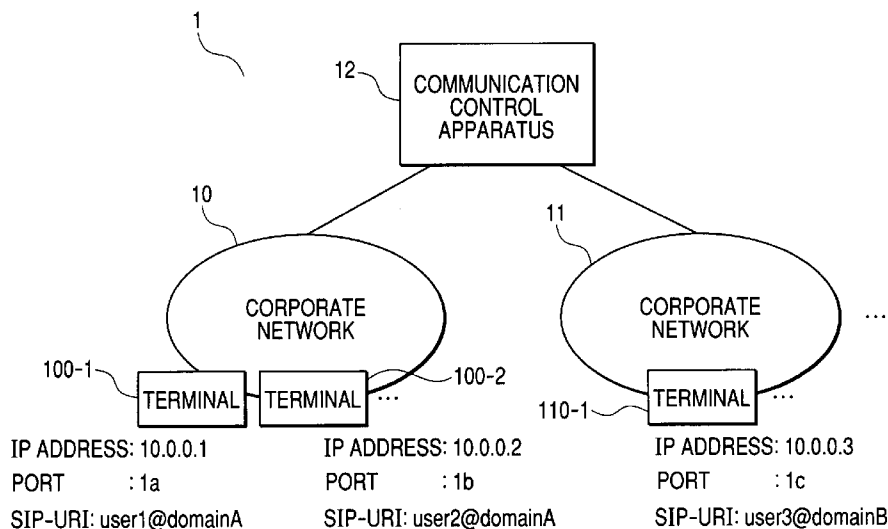 1
12
COMMUNICATION
CONTROL
APPARATUS
10
11
CORPORATE
NETWORK
CORPORATE
NETWORK
...
100-1
TERMINAL
TERMINAL
100-2
...
110-1
TERMINAL
...
IP ADDRESS: 10.0.0.1
PORT : 1a
SIP-URI: user1@domainA
IP ADDRESS: 10.0.0.2
PORT : 1b
SIP-URI: user2@domainA
IP ADDRESS: 10.0.0.3
PORT : 1c
SIP-URI: user3@domainB